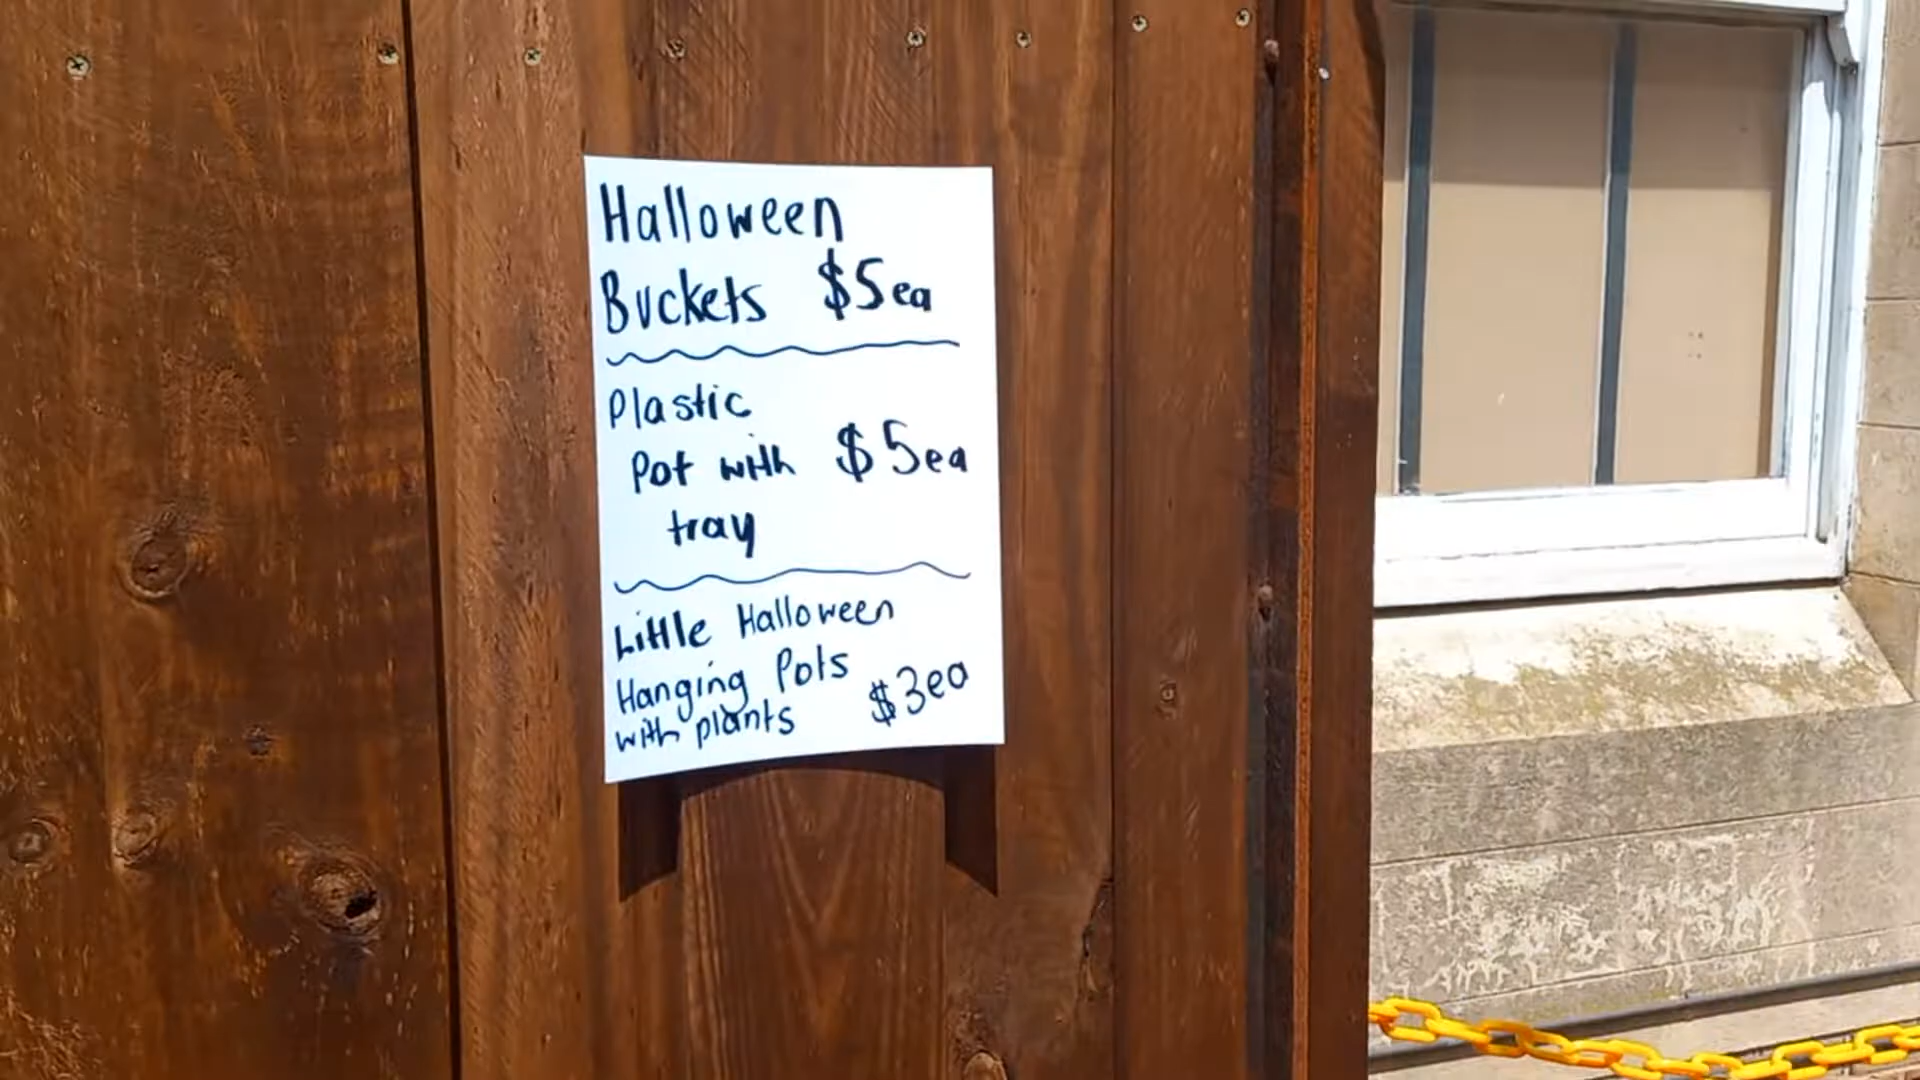 Halloween
Buckets $5ea
Plastic
Pot with $5ea
tray
Little Halloween
Hanging Pots
with plants $3ea